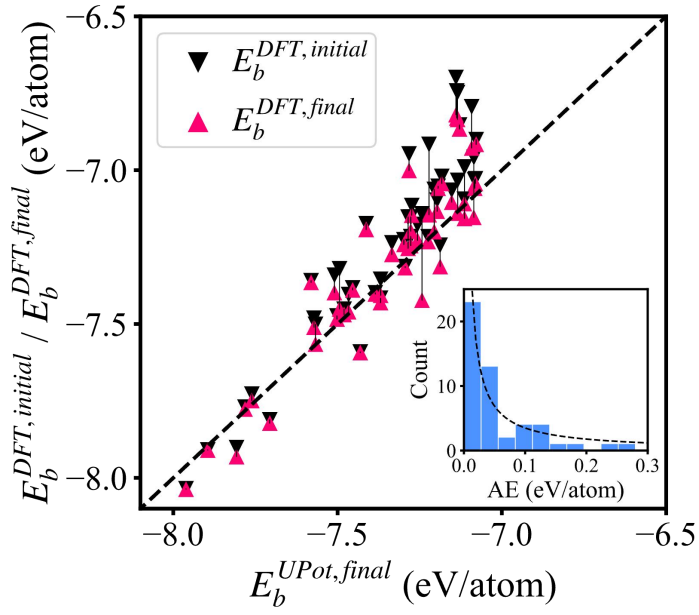 E_b^{DFT,initial} / E_b^{DFT,final} (eV/atom)
−6.5
−7.0
−7.5
−8.0
E_b^{DFT,initial}
E_b^{DFT,final}
Count
20
10
0
0.0 0.1 0.2 0.3
AE (eV/atom)
−8.0 −7.5 −7.0 −6.5
E_b^{UPot,final} (eV/atom)